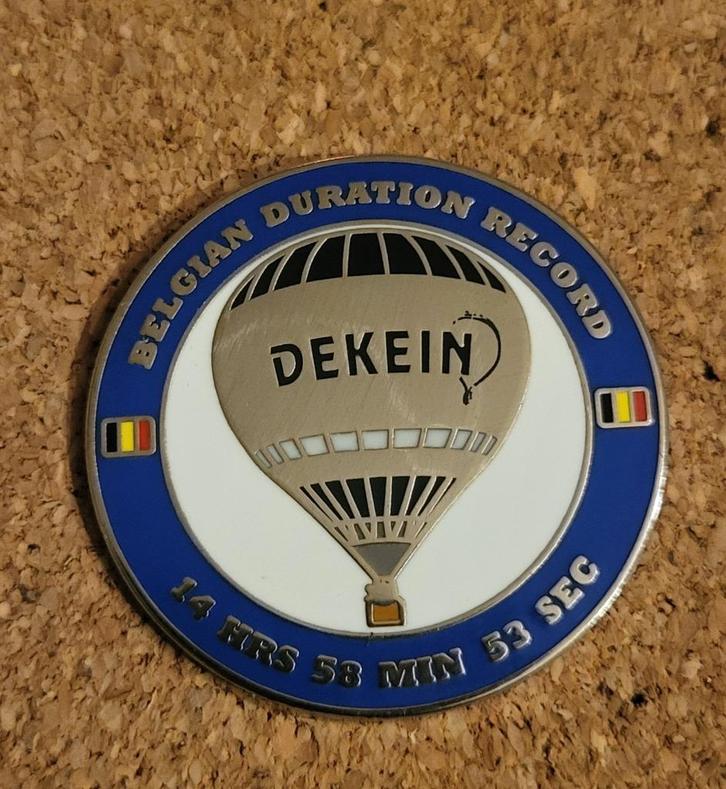 BELGIAN DURATION RECORD
DEKEIN
14 HRS 58 MIN 53 SEC